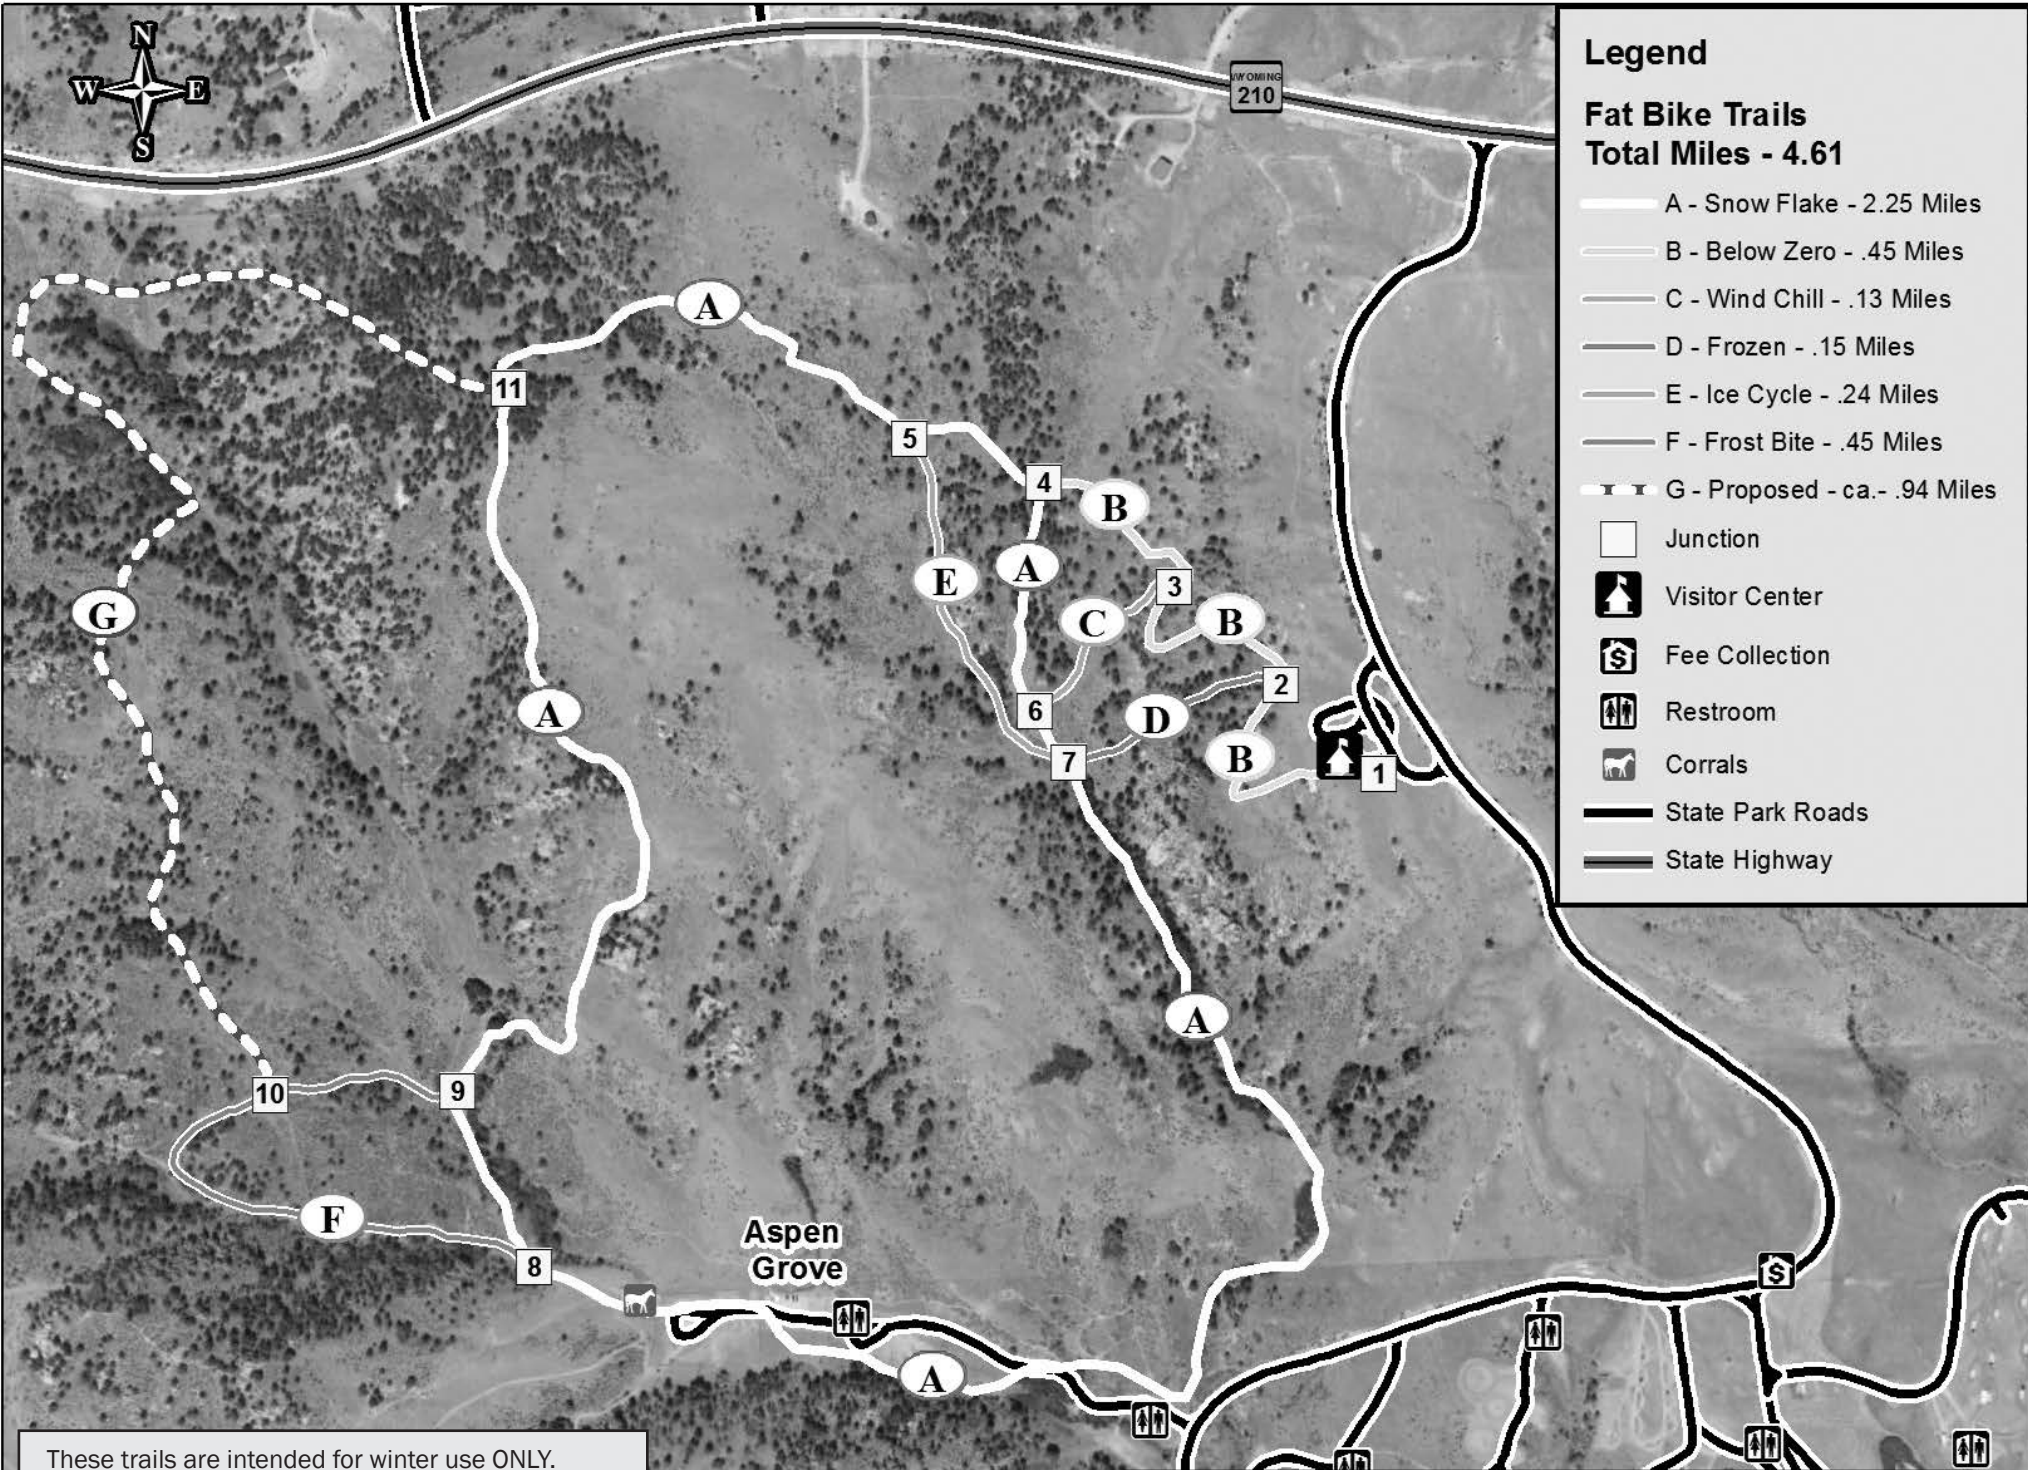 N
W E
S
WYOMING
210
Legend
Fat Bike Trails
Total Miles - 4.61
A - Snow Flake - 2.25 Miles
B - Below Zero - .45 Miles
C - Wind Chill - .13 Miles
D - Frozen - .15 Miles
E - Ice Cycle - .24 Miles
F - Frost Bite - .45 Miles
G - Proposed - ca.- .94 Miles
Junction
Visitor Center
$ Fee Collection
Restroom
Corrals
State Park Roads
State Highway
A
11
5
4
B
E
A
3
C
B
G
2
A
6
D
7
B
1
A
10
9
F
8
Aspen
Grove
$
A
These trails are intended for winter use ONLY.